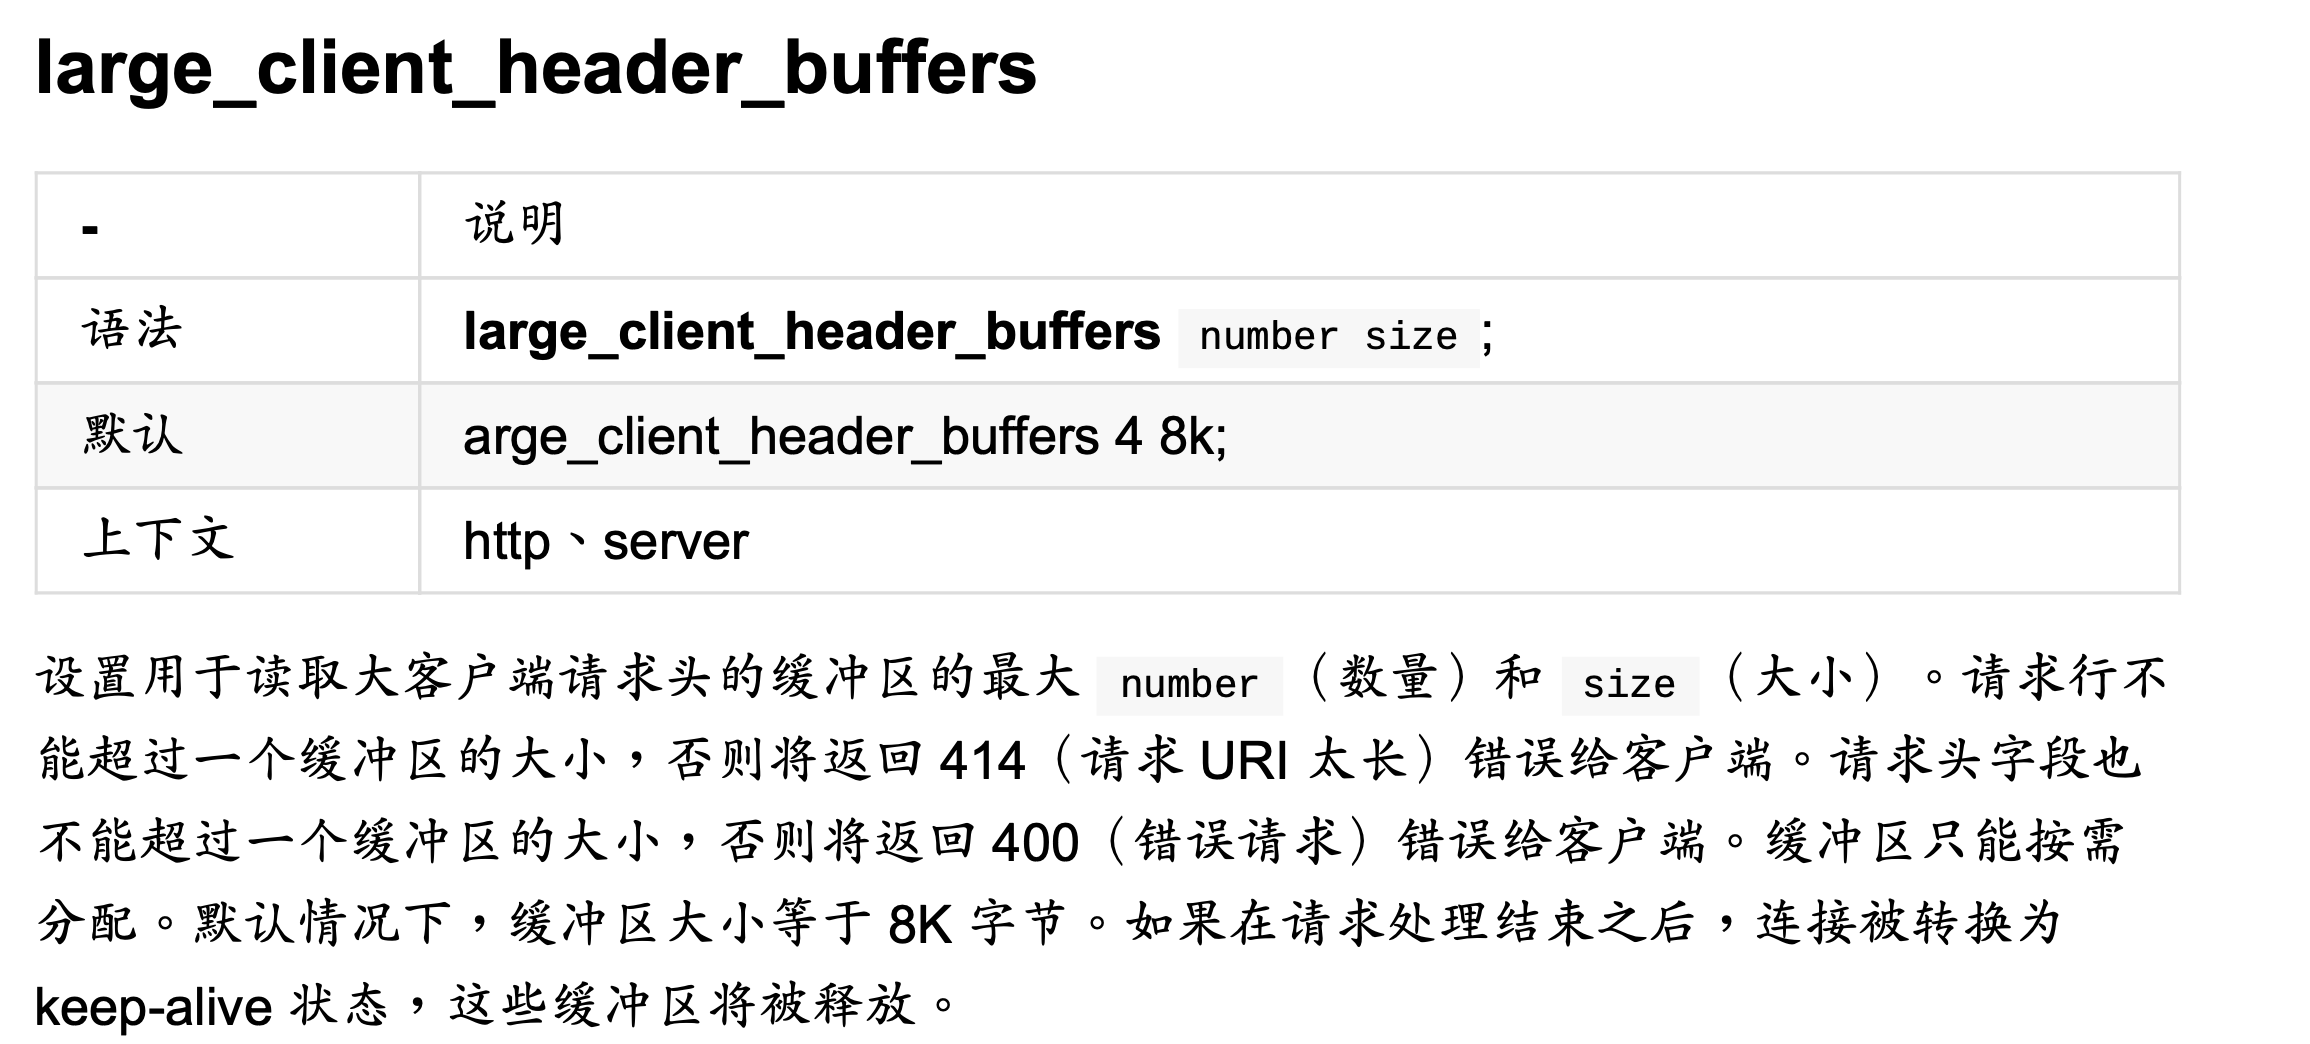 large_client_header_buffers
- 说明
语法 large_client_header_buffers number size ;
默认 arge_client_header_buffers 4 8k;
上下文 http、server
设置用于读取大客户端请求头的缓冲区的最大 number （数量）和 size （大小）。请求行不
能超过一个缓冲区的大小，否则将返回 414（请求 URI 太长）错误给客户端。请求头字段也
不能超过一个缓冲区的大小，否则将返回 400（错误请求）错误给客户端。缓冲区只能按需
分配。默认情况下，缓冲区大小等于 8K 字节。如果在请求处理结束之后，连接被转换为
keep-alive 状态，这些缓冲区将被释放。